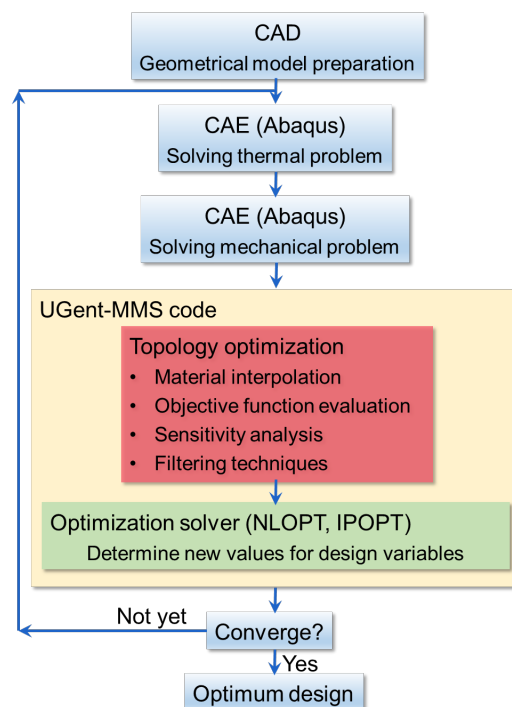 CAD
Geometrical model preparation
CAE (Abaqus)
Solving thermal problem
CAE (Abaqus)
Solving mechanical problem
UGent-MMS code
Topology optimization
• Material interpolation
• Objective function evaluation
• Sensitivity analysis
• Filtering techniques
Optimization solver (NLOPT, IPOPT)
Determine new values for design variables
Not yet
Converge?
Yes
Optimum design